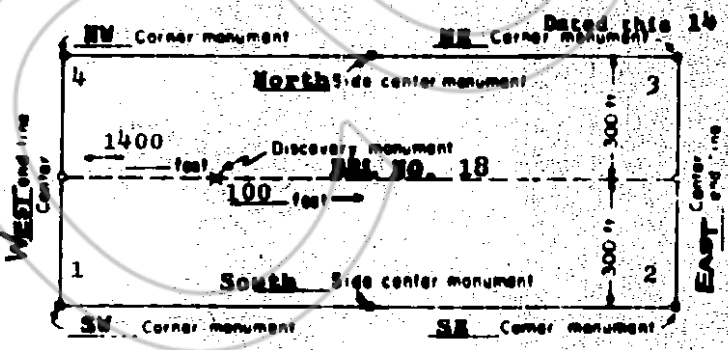 Dated this 14
NW Corner monument NE Corner monument
4 North Side center monument 3
1400 feet Discovery monument
NO. 18
100 feet
300 ft
300 ft
WEST end line
Center
EAST end line
Center
1 South Side center monument 2
SW Corner monument SE Corner monument